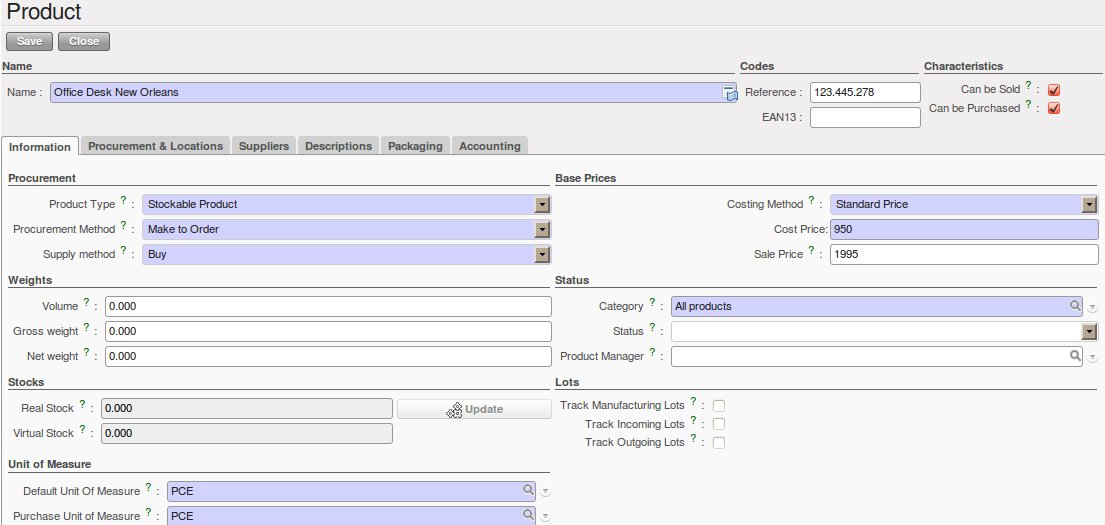 Product
Save Close
Name Codes Characteristics
Name : Office Desk New Orleans Reference : 123.445.278 Can be Sold ? :
EAN13 : Can be Purchased ? :
Information Procurement & Locations Suppliers Descriptions Packaging Accounting
Procurement Base Prices
Product Type ? : Stockable Product Costing Method ? : Standard Price
Procurement Method ? : Make to Order Cost Price: 950
Supply method ? : Buy Sale Price ? : 1995
Weights Status
Volume ? : 0.000 Category ? : All products
Gross weight ? : 0.000 Status ? :
Net weight ? : 0.000 Product Manager ? :
Stocks Lots
Real Stock ? : 0.000 Update Track Manufacturing Lots ? :
Virtual Stock ? : 0.000 Track Incoming Lots ? :
Track Outgoing Lots ? :
Unit of Measure
Default Unit Of Measure ? : PCE
Purchase Unit of Measure ? : PCE